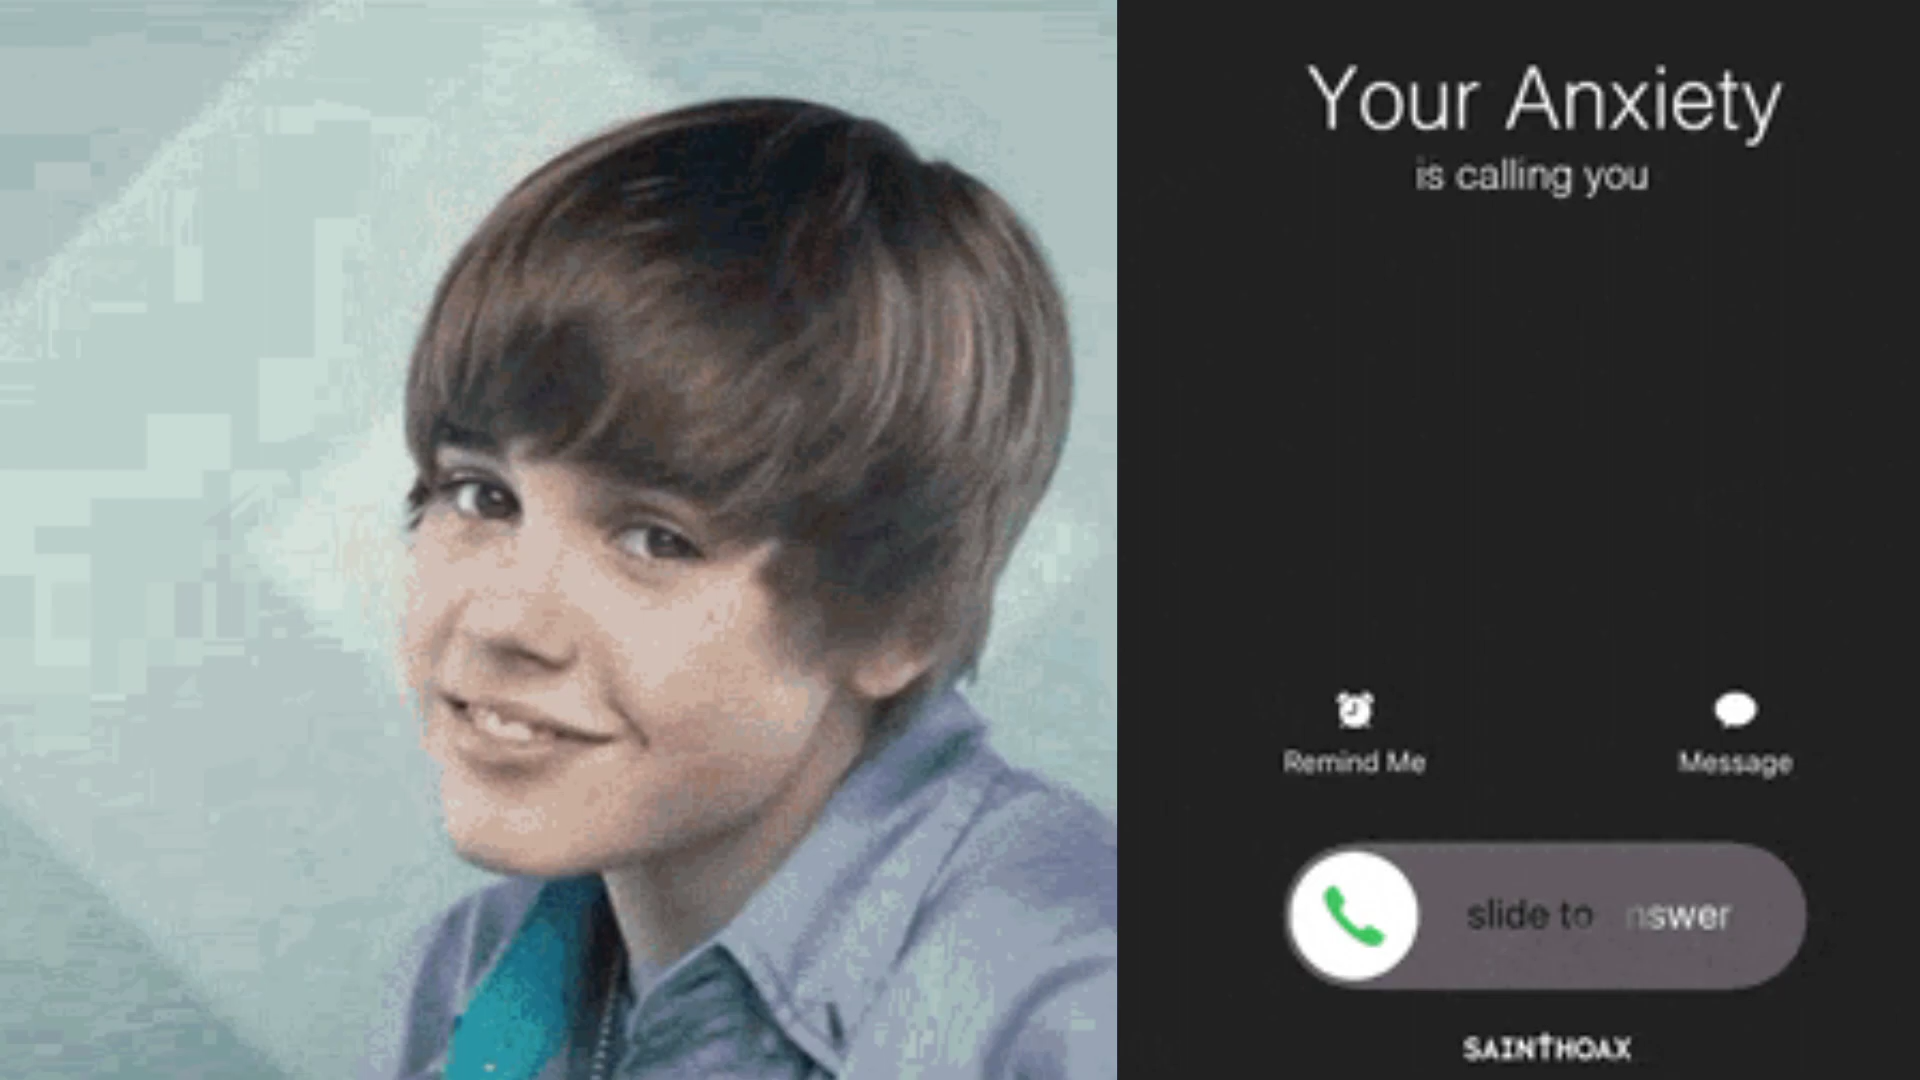 Your Anxiety
is calling you
Remind Me
Message
slide to nswer
SAINTHOAX